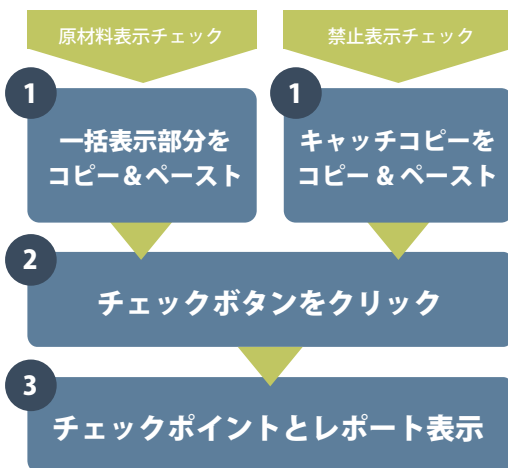 原材料表示チェック
禁止表示チェック
1
一括表示部分を
コピー＆ペースト
1
キャッチコピーを
コピー & ペースト
2
チェックボタンをクリック
3
チェックポイントとレポート表示